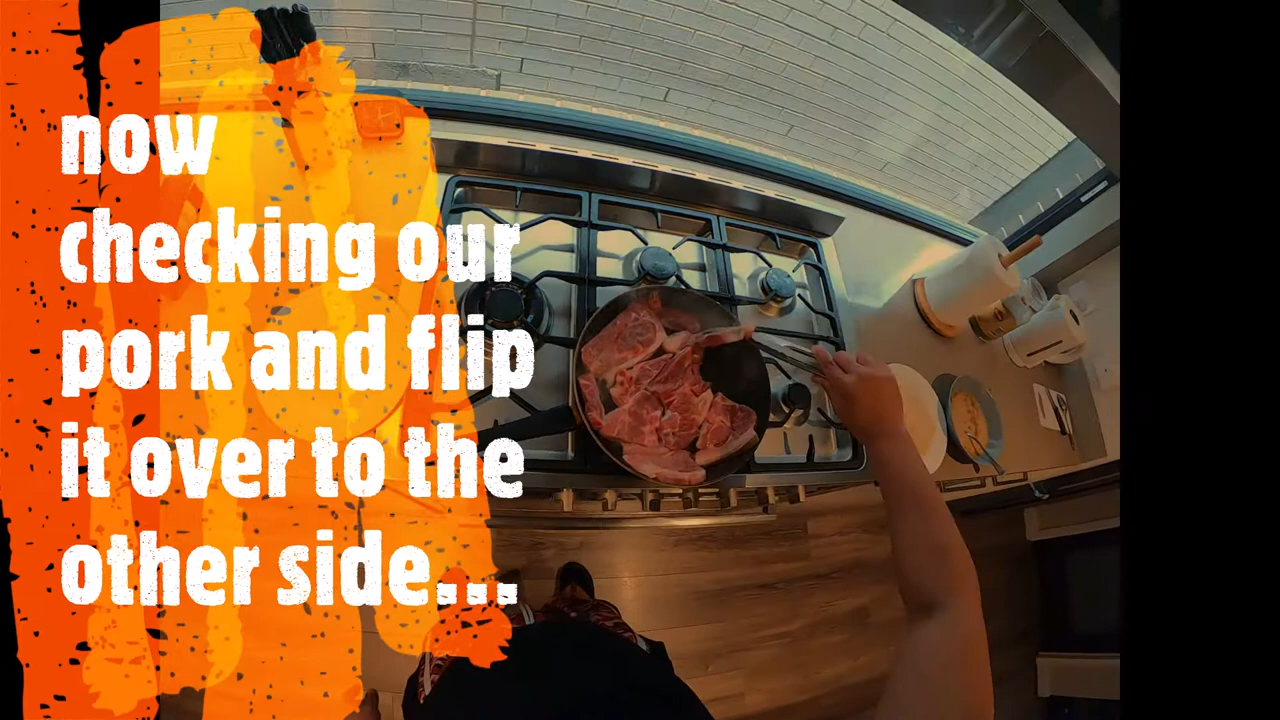 now
checking our
pork and flip
it over to the
other side...